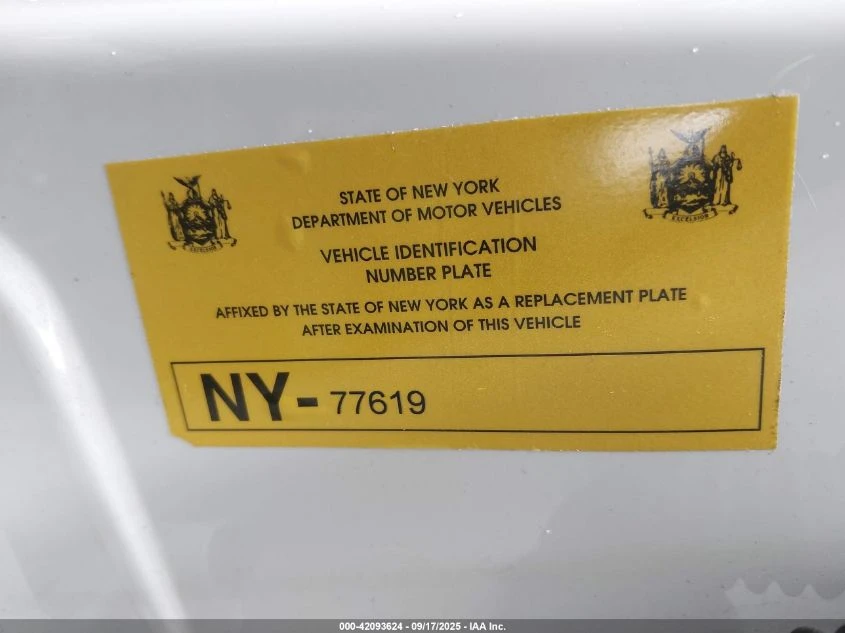 STATE OF NEW YORK
DEPARTMENT OF MOTOR VEHICLES
VEHICLE IDENTIFICATION
NUMBER PLATE
AFFIXED BY THE STATE OF NEW YORK AS A REPLACEMENT PLATE
AFTER EXAMINATION OF THIS VEHICLE
NY- 77619
EXCELSIOR
EXCELSIOR
000-42093624 - 09/17/2025 - IAA Inc.